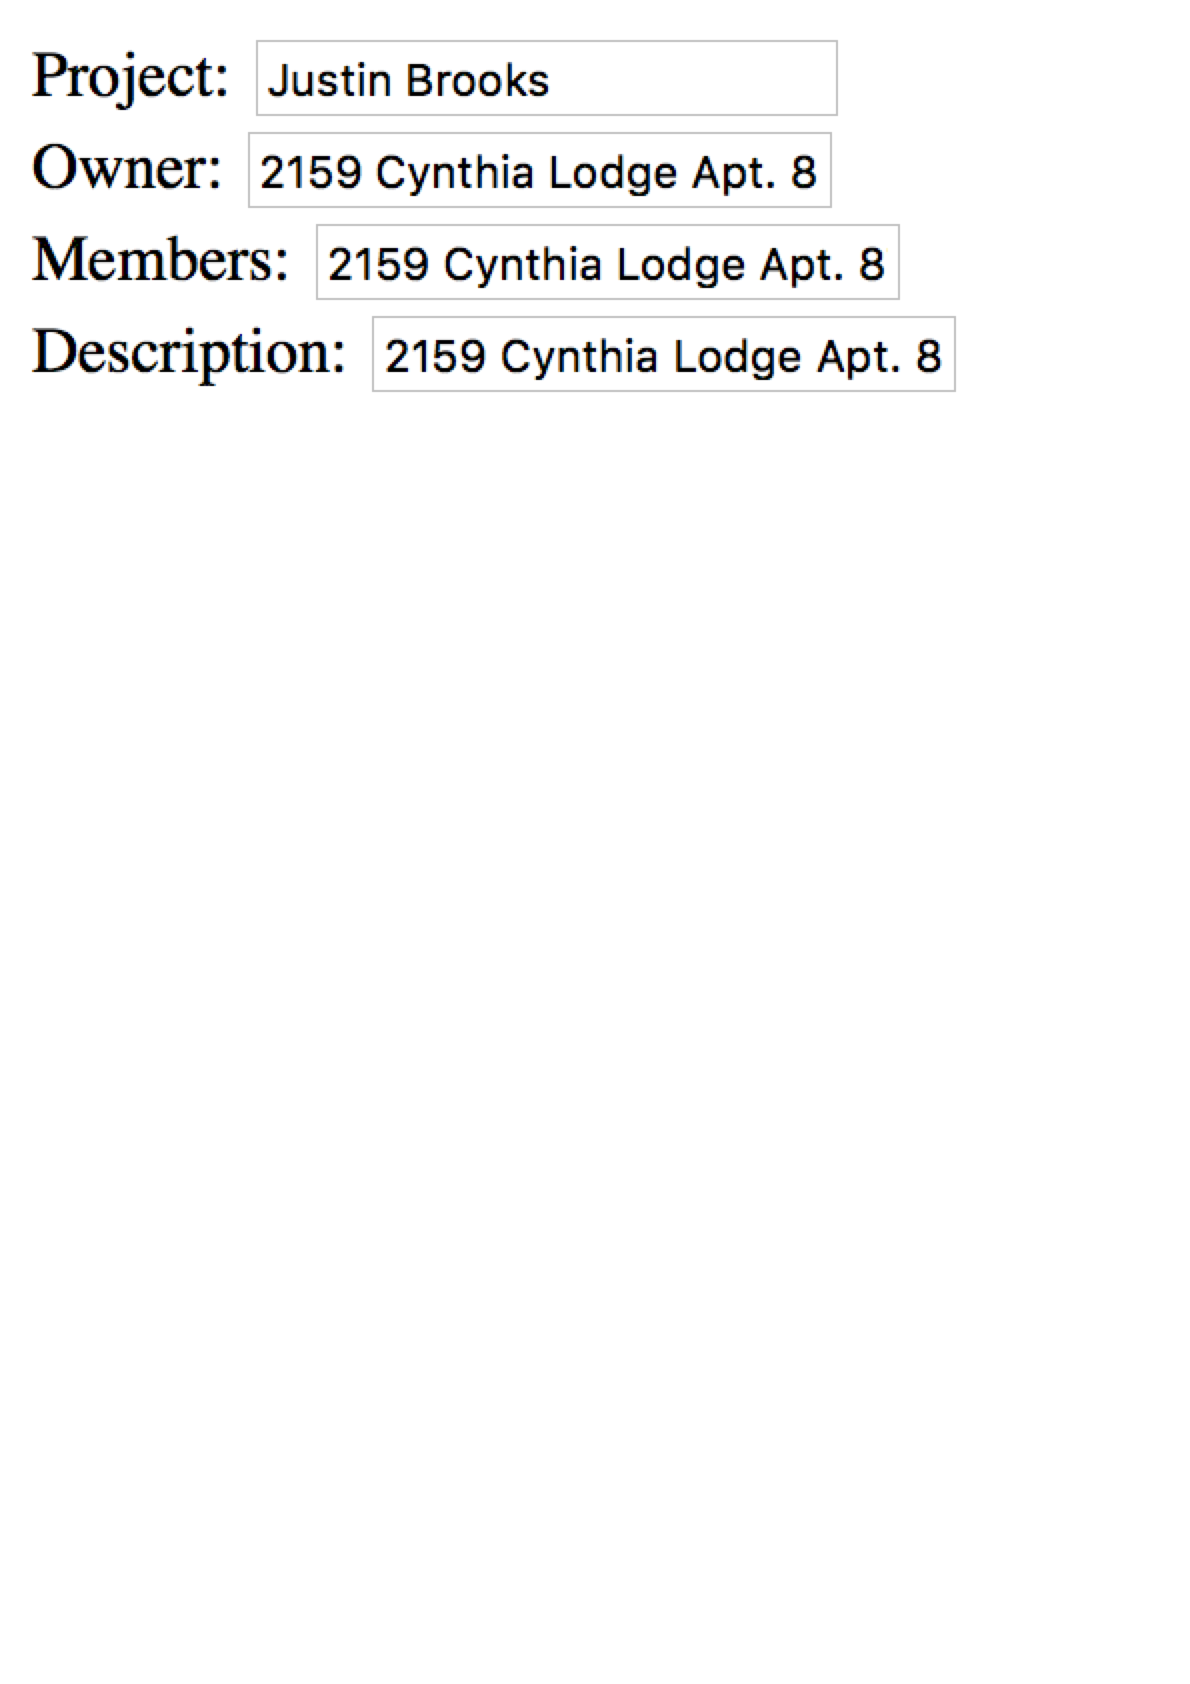 Project: Justin Brooks
Owner: 2159 Cynthia Lodge Apt. 8
Members: 2159 Cynthia Lodge Apt. 8
Description: 2159 Cynthia Lodge Apt. 8